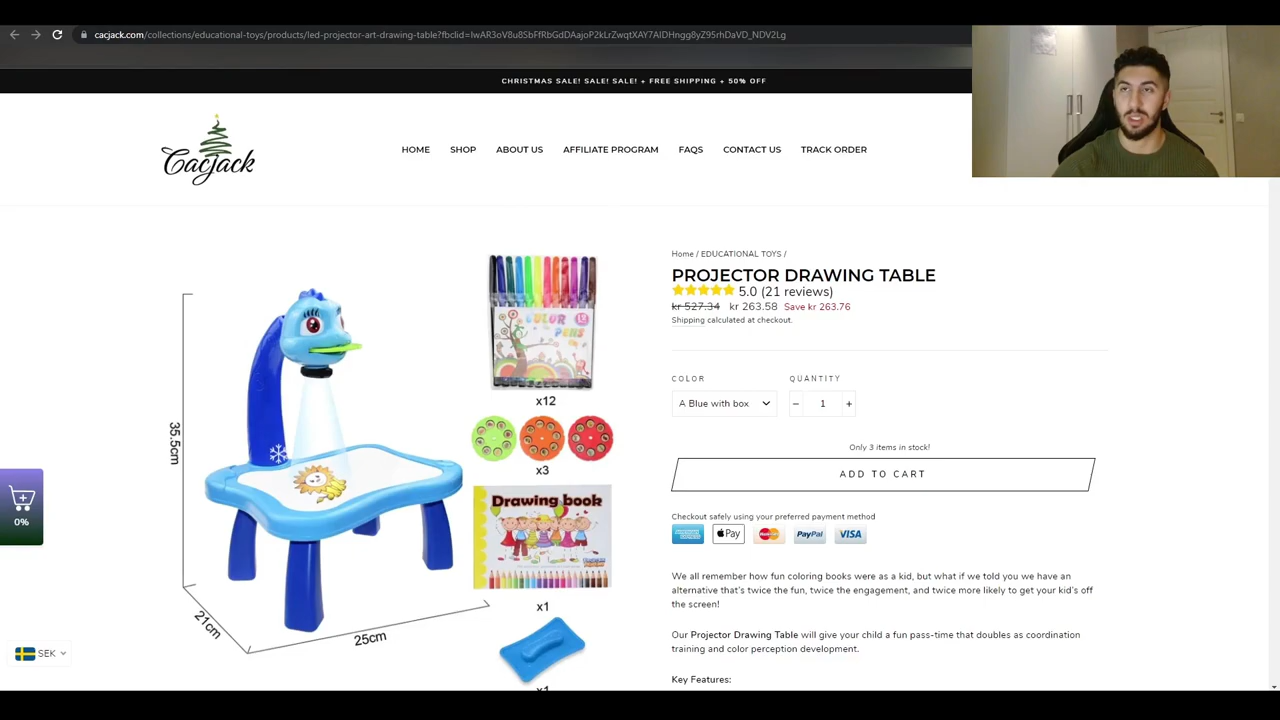 cacjack.com/collections/educational-toys/products/led-projector-art-drawing-table?fbclid=IwAR3oV8u8SbFfRbGdDAajoP2kLrZwqtXAY7AIDHngg8yZ95rhDaVD_NDV2Lg
CHRISTMAS SALE! SALE! SALE! + FREE SHIPPING + 50% OFF
Cacjack
HOME SHOP ABOUT US AFFILIATE PROGRAM FAQS CONTACT US TRACK ORDER
Home / EDUCATIONAL TOYS /
PROJECTOR DRAWING TABLE
5.0 (21 reviews)
kr 527.34 kr 263.58 Save kr 263.76
Shipping calculated at checkout.
COLOR QUANTITY
A Blue with box − 1 +
Only 3 items in stock!
ADD TO CART
Checkout safely using your preferred payment method
Pay
PayPal
VISA
We all remember how fun coloring books were as a kid, but what if we told you we have an
alternative that's twice the fun, twice the engagement, and twice more likely to get your kid's off
the screen!
Our Projector Drawing Table will give your child a fun pass-time that doubles as coordination
training and color perception development.
Key Features:
35.5cm
21cm
25cm
COLOR
PENS
x12
x3
Drawing book
x1
x1
0%
SEK